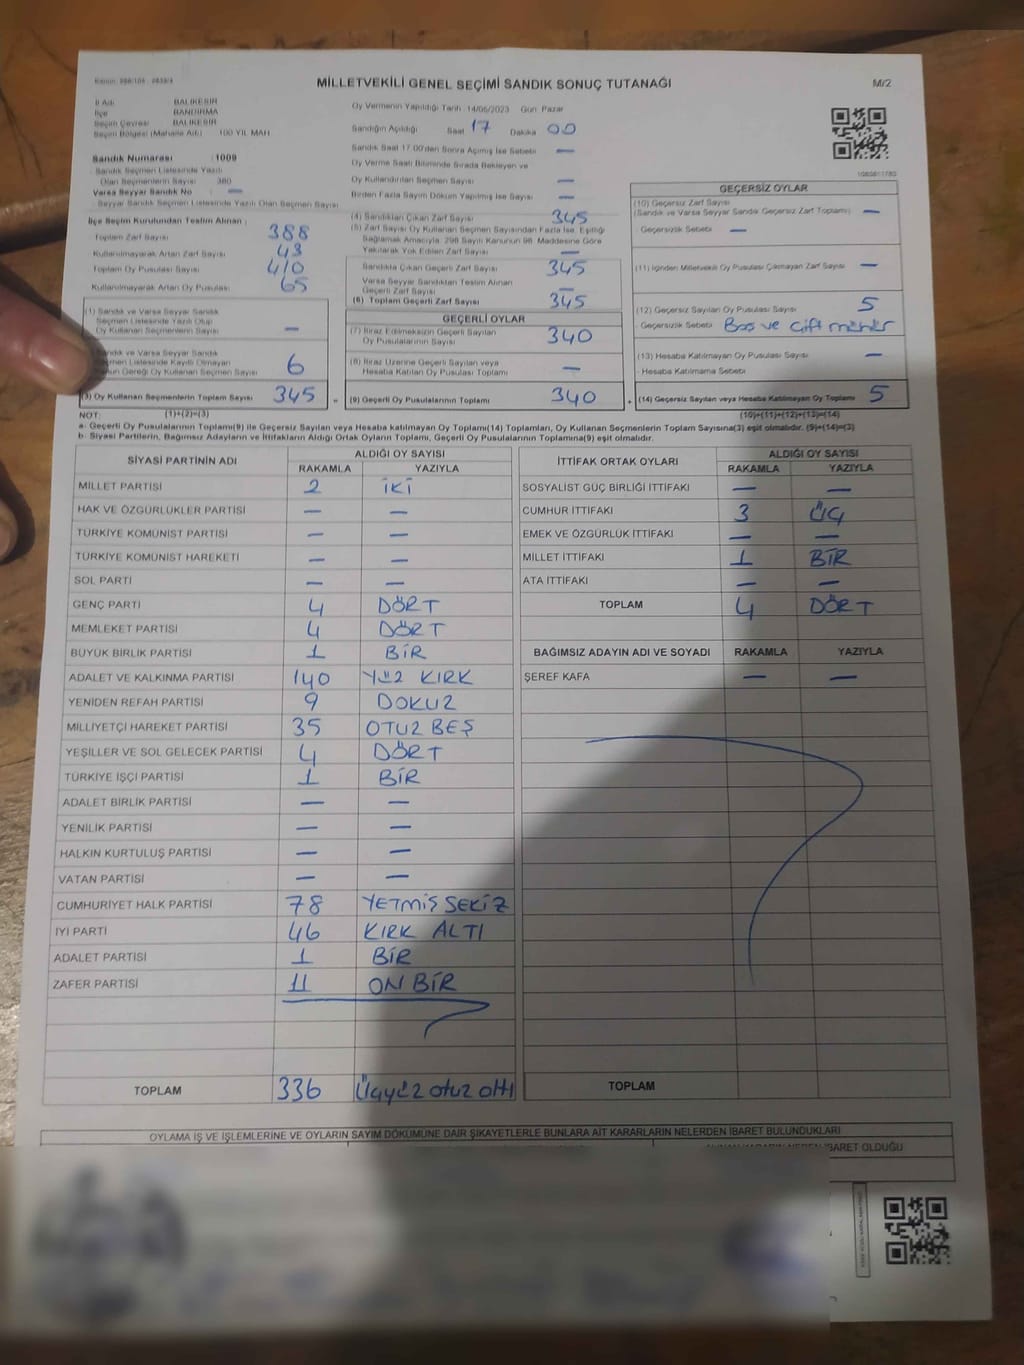 Kanun: 298/105 - 2839/4
MİLLETVEKİLİ GENEL SEÇİMİ SANDIK SONUÇ TUTANAĞI
M/2
İl Adı BALIKESİR
İlçe BANDIRMA
Seçim Çevresi BALIKESİR
Seçim Bölgesi (Mahalle Adı) 100 YIL MAH
Sandık Numarası : 1009
Sandık Seçmen Listesinde Yazılı
Olan Seçmenlerin Sayısı 380
Varsa Seyyar Sandık No —
Seyyar Sandık Seçmen Listesinde Yazılı Olan Seçmen Sayısı
İlçe Seçim Kurulundan Teslim Alınan :
Toplam Zarf Sayısı 388
Kullanılmayarak Artan Zarf Sayısı 43
Toplam Oy Pusulası Sayısı 410
Kullanılmayarak Artan Oy Pusulası 65
(1) Sandık ve Varsa Seyyar Sandık
Seçmen Listesinde Yazılı Olup
Oy Kullanan Seçmenlerin Sayısı —
Sandık ve Varsa Seyyar Sandık
Seçmen Listesinde Kayıtlı Olmayan
Kanun Gereği Oy Kullanan Seçmen Sayısı 6
(3) Oy Kullanan Seçmenlerin Toplam Sayısı 345
Oy Vermenin Yapıldığı Tarih 14/05/2023 Gün Pazar
Sandığın Açıldığı Saat 17 Dakika 00
Sandık Saat 17.00'den Sonra Açılmış İse Sebebi —
Oy Verme Saati Bitiminde Sırada Bekleyen ve
Oy Kullandırılan Seçmen Sayısı —
Birden Fazla Sayım Döküm Yapılmış İse Sayısı —
(4) Sandıktan Çıkan Zarf Sayısı 345
(5) Zarf Sayısı Oy Kullanan Seçmen Sayısından Fazla İse, Eşitliği
Sağlamak Amacıyla, 298 Sayılı Kanunun 98. Maddesine Göre
Yakılarak Yok Edilen Zarf Sayısı —
Sandıkta Çıkan Geçerli Zarf Sayısı 345
Varsa Seyyar Sandıktan Teslim Alınan
Geçerli Zarf Sayısı —
(6) Toplam Geçerli Zarf Sayısı 345
GEÇERLİ OYLAR
(7) İtiraz Edilmeksizin Geçerli Sayılan
Oy Pusulalarının Sayısı 340
(8) İtiraz Üzerine Geçerli Sayılan veya
Hesaba Katılan Oy Pusulası Toplamı —
= (9) Geçerli Oy Pusulalarının Toplamı 340
GEÇERSİZ OYLAR
(10) Geçersiz Zarf Sayısı
(Sandık ve Varsa Seyyar Sandık Geçersiz Zarf Toplamı) —
Geçersizlik Sebebi —
(11) İçinden Milletvekili Oy Pusulası Çıkmayan Zarf Sayısı —
(12) Geçersiz Sayılan Oy Pusulası Sayısı 5
Geçersizlik Sebebi Boş ve çift mühür
(13) Hesaba Katılmayan Oy Pusulası Sayısı —
Hesaba Katılmama Sebebi
+ (14) Geçersiz Sayılan veya Hesaba Katılmayan Oy Toplamı 5
NOT: (1)+(2)=(3) (10)+(11)+(12)+(13)=(14)
a- Geçerli Oy Pusulalarının Toplamı(9) ile Geçersiz Sayılan veya Hesaba katılmayan Oy Toplamı(14) Toplamları, Oy Kullanan Seçmenlerin Toplam Sayısına(3) eşit olmalıdır. (9)+(14)=(3)
b- Siyasi Partilerin, Bağımsız Adayların ve İttifakların Aldığı Ortak Oyların Toplamı, Geçerli Oy Pusulalarının Toplamına(9) eşit olmalıdır.
SİYASİ PARTİNİN ADI ALDIĞI OY SAYISI
RAKAMLA YAZIYLA
MİLLET PARTİSİ 2 İKİ
HAK VE ÖZGÜRLÜKLER PARTİSİ — —
TÜRKİYE KOMÜNİST PARTİSİ — —
TÜRKİYE KOMÜNİST HAREKETİ — —
SOL PARTİ — —
GENÇ PARTİ 4 DÖRT
MEMLEKET PARTİSİ 4 DÖRT
BÜYÜK BİRLİK PARTİSİ 1 BİR
ADALET VE KALKINMA PARTİSİ 140 YÜZ KIRK
YENİDEN REFAH PARTİSİ 9 DOKUZ
MİLLİYETÇİ HAREKET PARTİSİ 35 OTUZ BEŞ
YEŞİLLER VE SOL GELECEK PARTİSİ 4 DÖRT
TÜRKİYE İŞÇİ PARTİSİ 1 BİR
ADALET BİRLİK PARTİSİ — —
YENİLİK PARTİSİ — —
HALKIN KURTULUŞ PARTİSİ — —
VATAN PARTİSİ — —
CUMHURİYET HALK PARTİSİ 78 YETMİŞ SEKİZ
İYİ PARTİ 46 KIRK ALTI
ADALET PARTİSİ 1 BİR
ZAFER PARTİSİ 11 ON BİR
TOPLAM 336 Üçyüz otuz altı
İTTİFAK ORTAK OYLARI ALDIĞI OY SAYISI
RAKAMLA YAZIYLA
SOSYALİST GÜÇ BİRLİĞİ İTTİFAKI — —
CUMHUR İTTİFAKI 3 ÜÇ
EMEK VE ÖZGÜRLÜK İTTİFAKI — —
MİLLET İTTİFAKI 1 BİR
ATA İTTİFAKI — —
TOPLAM 4 DÖRT
BAĞIMSIZ ADAYIN ADI VE SOYADI RAKAMLA YAZIYLA
ŞEREF KAFA — —
TOPLAM
OYLAMA İŞ VE İŞLEMLERİNE VE OYLARIN SAYIM DÖKÜMÜNE DAİR ŞİKAYETLERLE BUNLARA AİT KARARLARIN NELERDEN İBARET BULUNDUKLARI
İBARET OLDUĞU